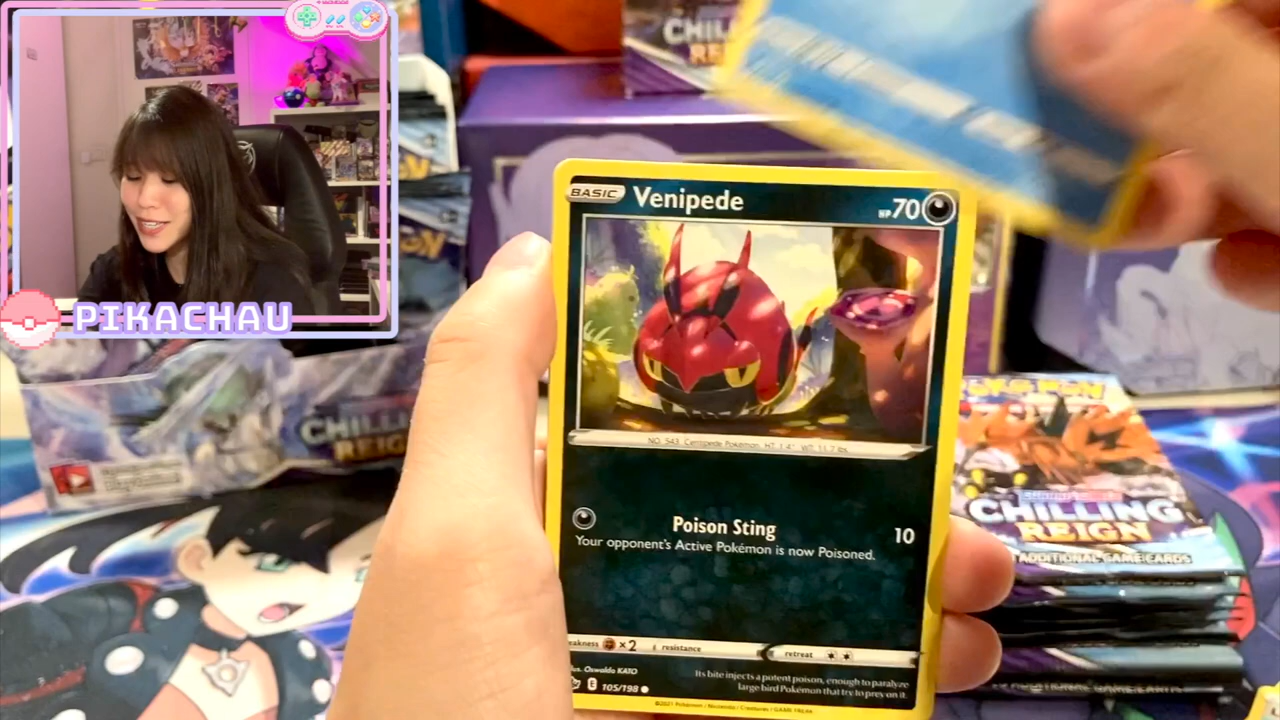 CHILLING
PIKACHAU
BASIC Venipede HP 70
NO. 543 Centipede Pokémon HT: 1'4" WT: 11.7 lbs.
Poison Sting 10
Your opponent's Active Pokémon is now Poisoned.
weakness ×2 resistance retreat
Illus. Oswaldo KATO
E 105/198
Its bite injects a potent poison, enough to paralyze
large bird Pokémon that try to prey on it.
©2021 Pokémon / Nintendo / Creatures / GAME FREAK
CHILLING
REIGN
CHILLING
REIGN
ADDITIONAL GAME CARDS